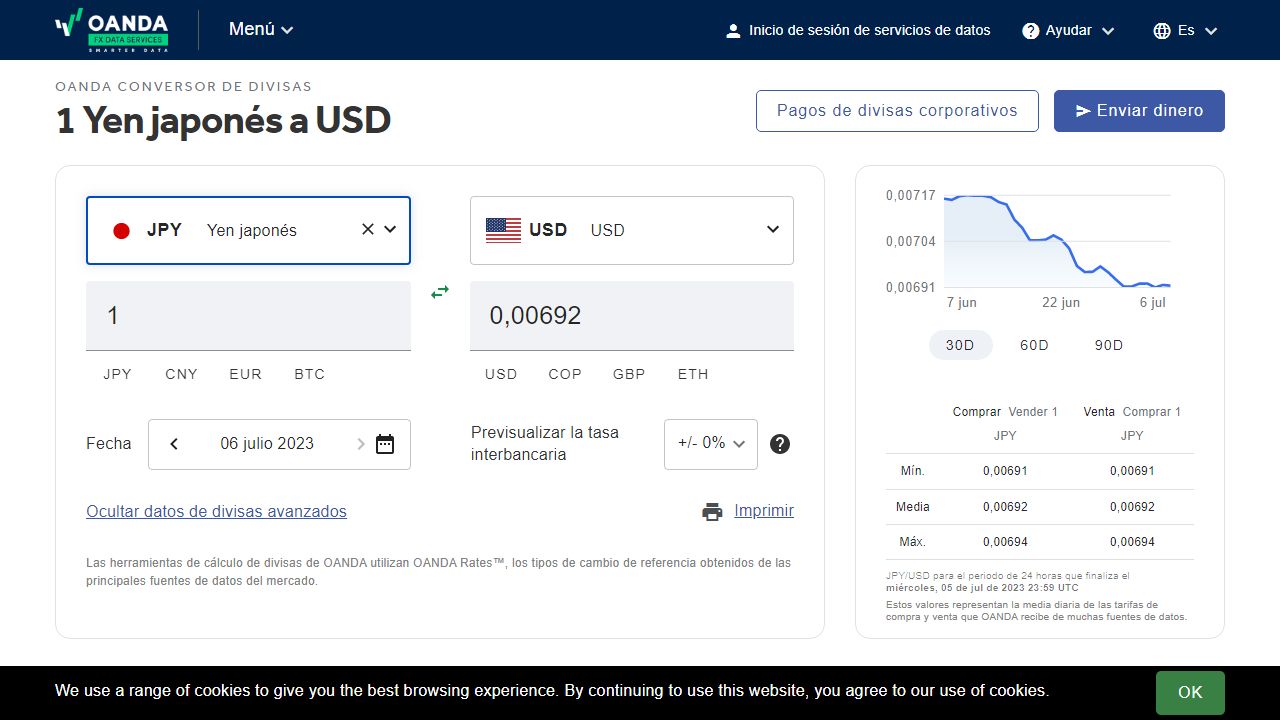 OANDA
FX DATA SERVICES
SMARTER DATA
Menú
Inicio de sesión de servicios de datos
Ayudar
Es
OANDA CONVERSOR DE DIVISAS
1 Yen japonés a USD
Pagos de divisas corporativos
Enviar dinero
JPY Yen japonés
USD USD
1
0,00692
JPY CNY EUR BTC
USD COP GBP ETH
Fecha
06 julio 2023
Previsualizar la tasa
interbancaria
+/- 0%
Ocultar datos de divisas avanzados
Imprimir
Las herramientas de cálculo de divisas de OANDA utilizan OANDA Rates™, los tipos de cambio de referencia obtenidos de las
principales fuentes de datos del mercado.
0,00717
0,00704
0,00691
7 jun 22 jun 6 jul
30D 60D 90D
Comprar Vender 1 Venta Comprar 1
JPY JPY
Mín. 0,00691 0,00691
Media 0,00692 0,00692
Máx. 0,00694 0,00694
JPY/USD para el periodo de 24 horas que finaliza el
miércoles, 05 de jul de 2023 23:59 UTC
Estos valores representan la media diaria de las tarifas de
compra y venta que OANDA recibe de muchas fuentes de datos.
We use a range of cookies to give you the best browsing experience. By continuing to use this website, you agree to our use of cookies.
OK